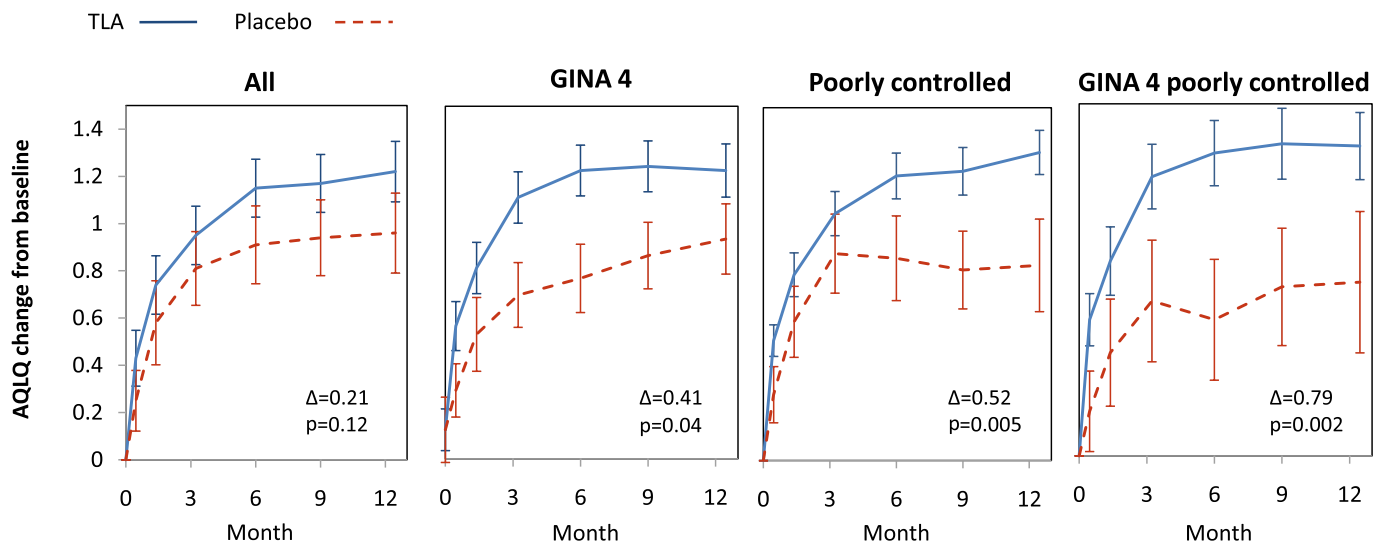 TLA Placebo
All
GINA 4
Poorly controlled
GINA 4 poorly controlled
AQLQ change from baseline
1.4
1.2
1
0.8
0.6
0.4
0.2
0
Δ=0.21
p=0.12
Δ=0.41
p=0.04
Δ=0.52
p=0.005
Δ=0.79
p=0.002
0 3 6 9 12
0 3 6 9 12
0 3 6 9 12
0 3 6 9 12
Month
Month
Month
Month